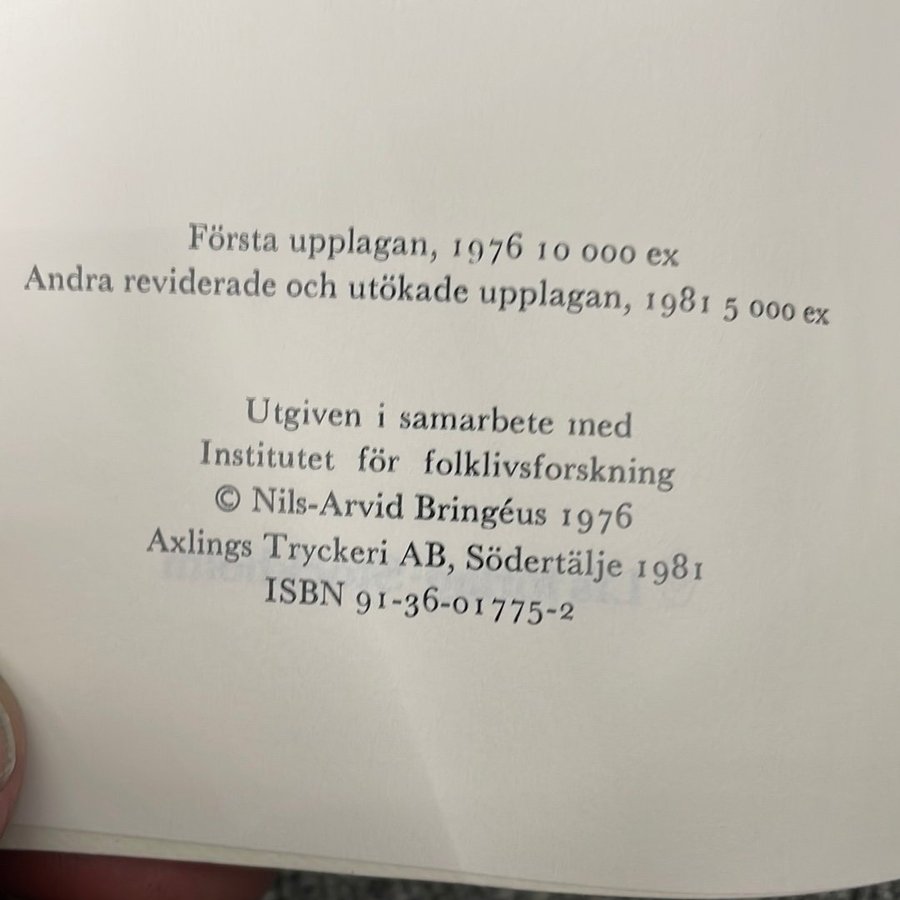 Första upplagan, 1976 10 000 ex
Andra reviderade och utökade upplagan, 1981 5 000 ex
Utgiven i samarbete med
Institutet för folklivsforskning
© Nils-Arvid Bringéus 1976
Axlings Tryckeri AB, Södertälje 1981
ISBN 91-36-01775-2